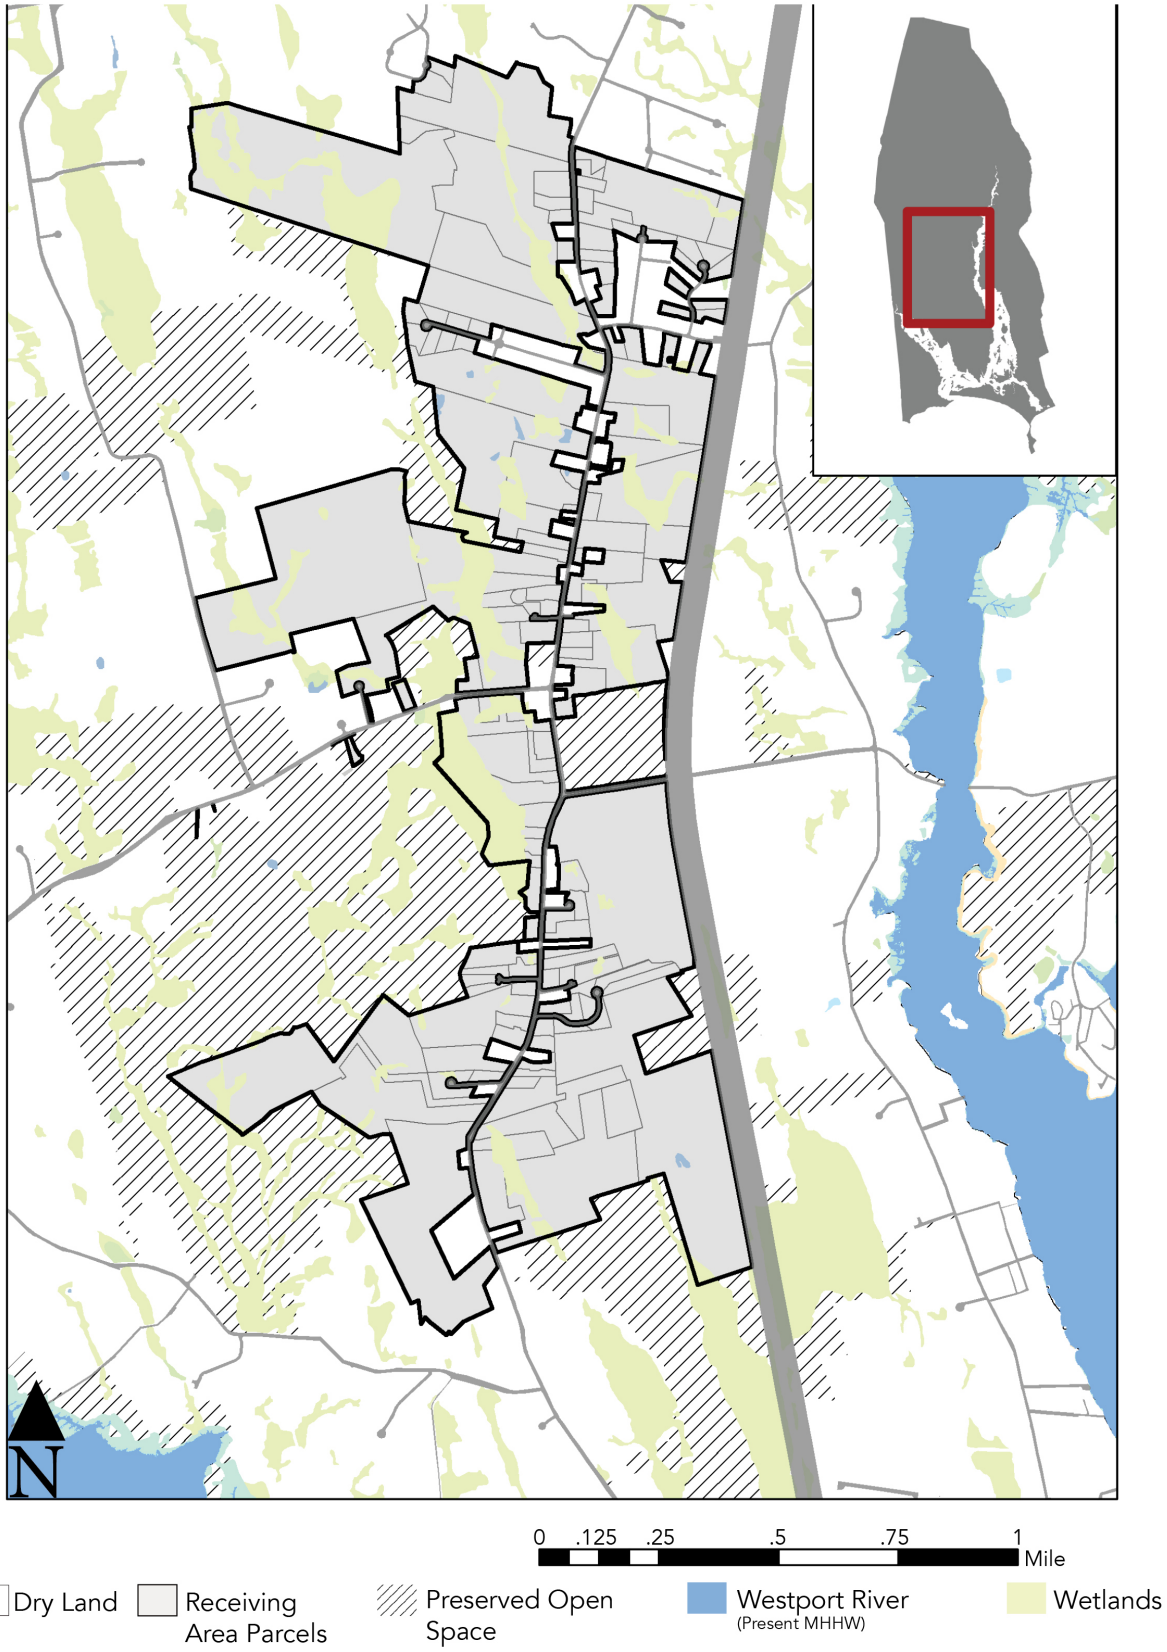 N
0 .125 .25 .5 .75 1
Mile
Dry Land
Receiving
Area Parcels
Preserved Open
Space
Westport River
(Present MHHW)
Wetlands